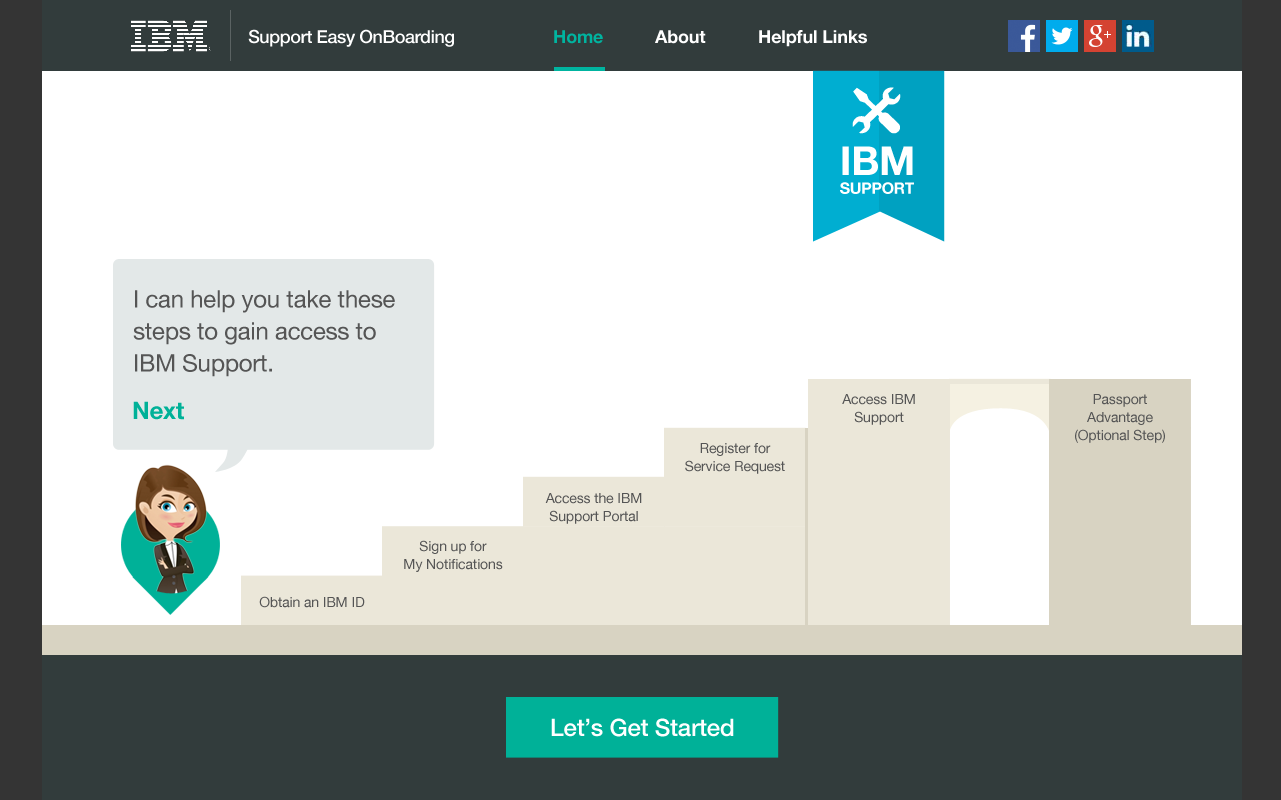 IBM
Support Easy OnBoarding
Home
About
Helpful Links
f
g+
in
IBM
SUPPORT
I can help you take these
steps to gain access to
IBM Support.
Next
Obtain an IBM ID
Sign up for
My Notifications
Access the IBM
Support Portal
Register for
Service Request
Access IBM
Support
Passport
Advantage
(Optional Step)
Let’s Get Started